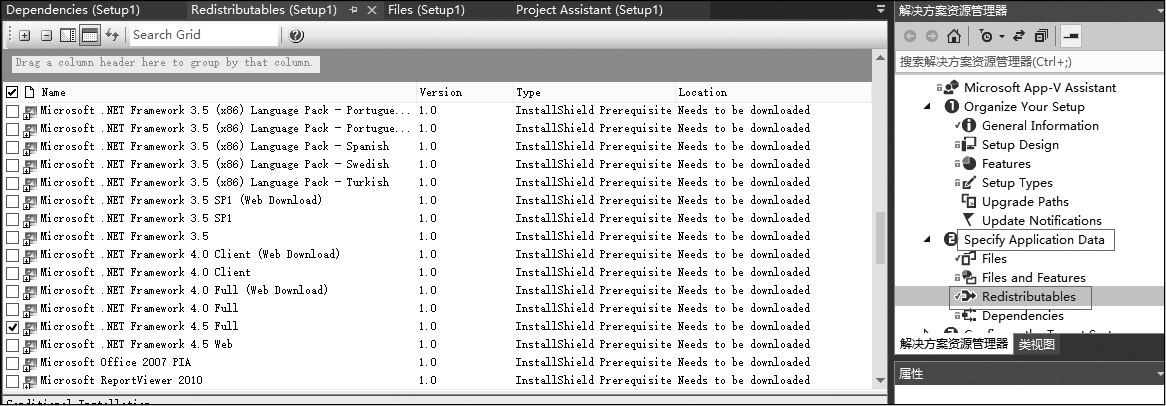 Dependencies (Setup1)
Redistributables (Setup1)
Files (Setup1)
Project Assistant (Setup1)
Search Grid
Drag a column header here to group by that column.
Name Version Type Location
Microsoft .NET Framework 3.5 (x86) Language Pack - Portugue... 1.0 InstallShield Prerequisite Needs to be downloaded
Microsoft .NET Framework 3.5 (x86) Language Pack - Portugue... 1.0 InstallShield Prerequisite Needs to be downloaded
Microsoft .NET Framework 3.5 (x86) Language Pack - Spanish 1.0 InstallShield Prerequisite Needs to be downloaded
Microsoft .NET Framework 3.5 (x86) Language Pack - Swedish 1.0 InstallShield Prerequisite Needs to be downloaded
Microsoft .NET Framework 3.5 (x86) Language Pack - Turkish 1.0 InstallShield Prerequisite Needs to be downloaded
Microsoft .NET Framework 3.5 SP1 (Web Download) 1.0 InstallShield Prerequisite Needs to be downloaded
Microsoft .NET Framework 3.5 SP1 1.0 InstallShield Prerequisite Needs to be downloaded
Microsoft .NET Framework 3.5 1.0 InstallShield Prerequisite Needs to be downloaded
Microsoft .NET Framework 4.0 Client (Web Download) 1.0 InstallShield Prerequisite Needs to be downloaded
Microsoft .NET Framework 4.0 Client 1.0 InstallShield Prerequisite Needs to be downloaded
Microsoft .NET Framework 4.0 Full (Web Download) 1.0 InstallShield Prerequisite Needs to be downloaded
Microsoft .NET Framework 4.0 Full 1.0 InstallShield Prerequisite Needs to be downloaded
Microsoft .NET Framework 4.5 Full 1.0 InstallShield Prerequisite Needs to be downloaded
Microsoft .NET Framework 4.5 Web 1.0 InstallShield Prerequisite Needs to be downloaded
Microsoft Office 2007 PIA 1.0 InstallShield Prerequisite Needs to be downloaded
Microsoft ReportViewer 2010 1.0 InstallShield Prerequisite Needs to be downloaded
解决方案资源管理器
搜索解决方案资源管理器(Ctrl+;)
Microsoft App-V Assistant
1 Organize Your Setup
General Information
Setup Design
Features
Setup Types
Upgrade Paths
Update Notifications
2 Specify Application Data
Files
Files and Features
Redistributables
Dependencies
解决方案资源管理器 类视图
属性